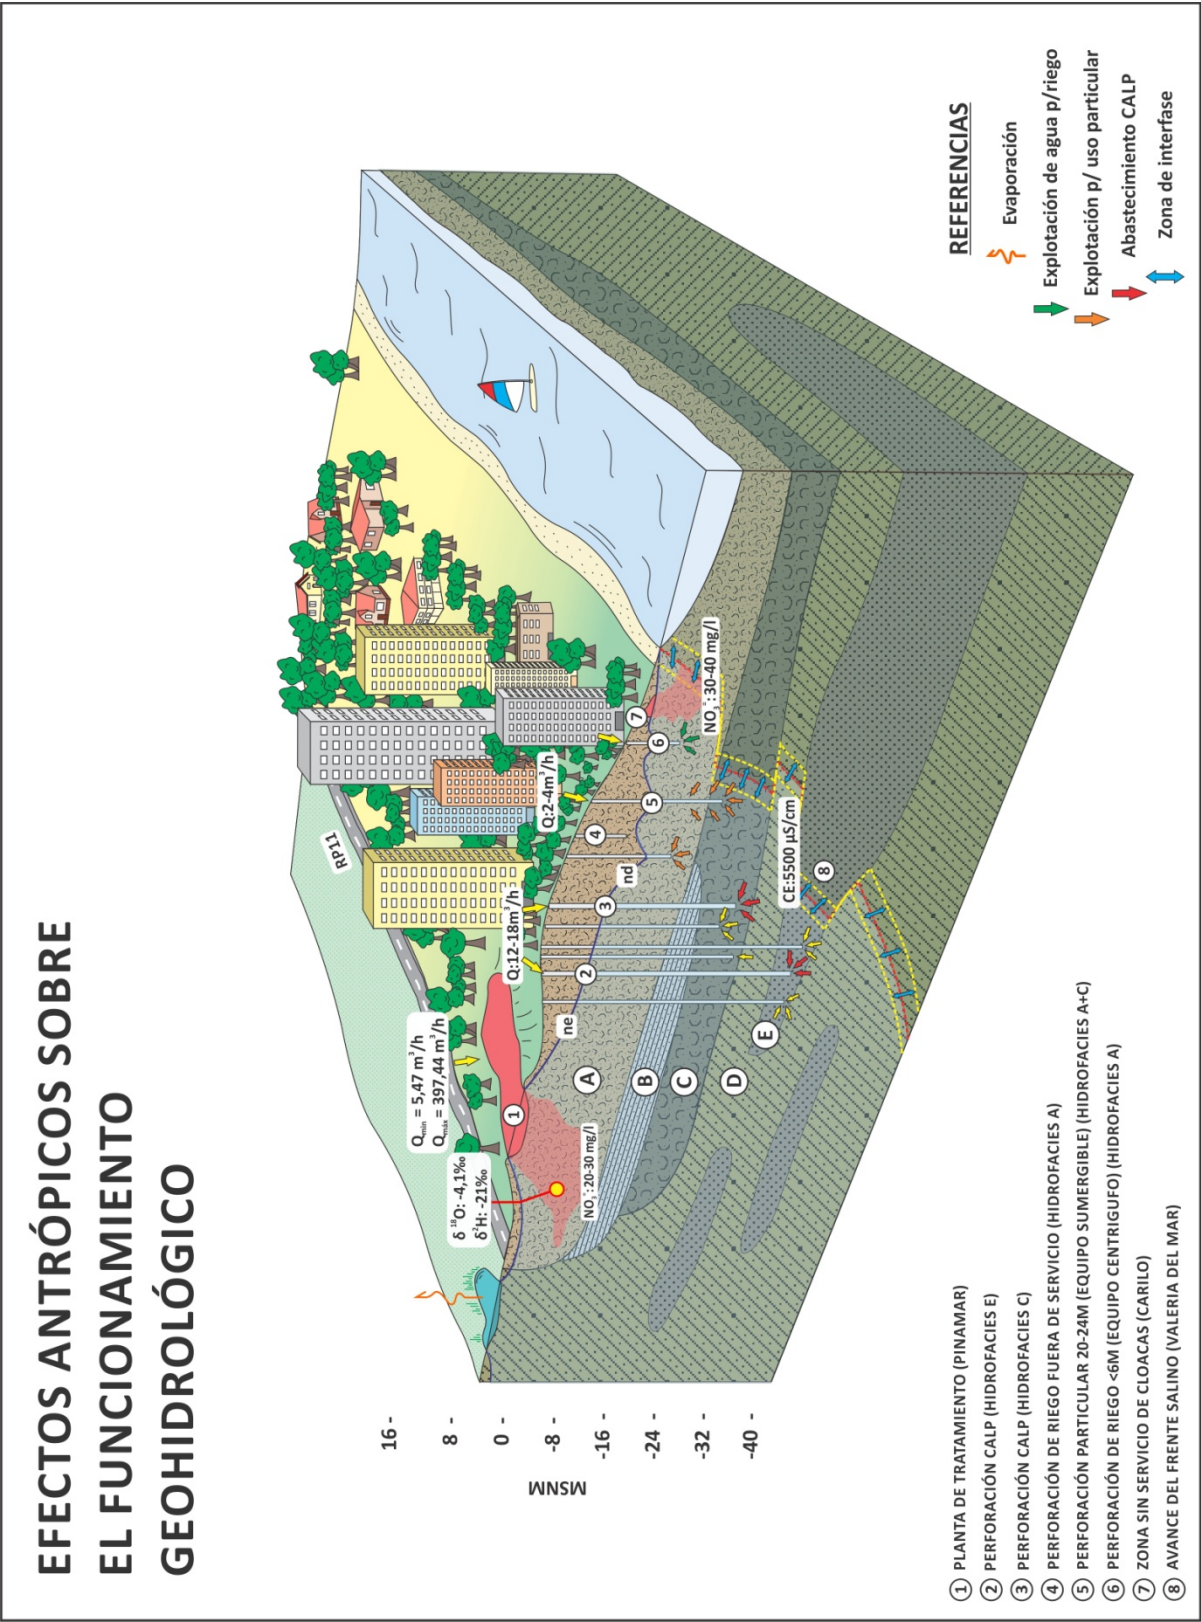 EFECTOS ANTRÓPICOS SOBRE
EL FUNCIONAMIENTO
GEOHIDROLÓGICO
MSNM
16 -
8 -
0 -
-8 -
-16 -
-24 -
-32 -
-40 -
δ ¹⁸O: -4,1‰
δ²H: -21‰
Qmín = 5,47 m³/h
Qmáx = 397,44 m³/h
RP11
Q:12-18m³/h
Q:2-4m³/h
NO₃⁻:20-30 mg/l
NO₃⁻:30-40 mg/l
CE:5500 µS/cm
ne
nd
1
2
3
4
5
6
7
8
A
B
C
D
E
REFERENCIAS
Evaporación
Explotación de agua p/riego
Explotación p/ uso particular
Abastecimiento CALP
Zona de interfase
1 PLANTA DE TRATAMIENTO (PINAMAR)
2 PERFORACIÓN CALP (HIDROFACIES E)
3 PERFORACIÓN CALP (HIDROFACIES C)
4 PERFORACIÓN DE RIEGO FUERA DE SERVICIO (HIDROFACIES A)
5 PERFORACIÓN PARTICULAR 20-24M (EQUIPO SUMERGIBLE) (HIDROFACIES A+C)
6 PERFORACIÓN DE RIEGO <6M (EQUIPO CENTRIGUFO) (HIDROFACIES A)
7 ZONA SIN SERVICIO DE CLOACAS (CARILO)
8 AVANCE DEL FRENTE SALINO (VALERIA DEL MAR)